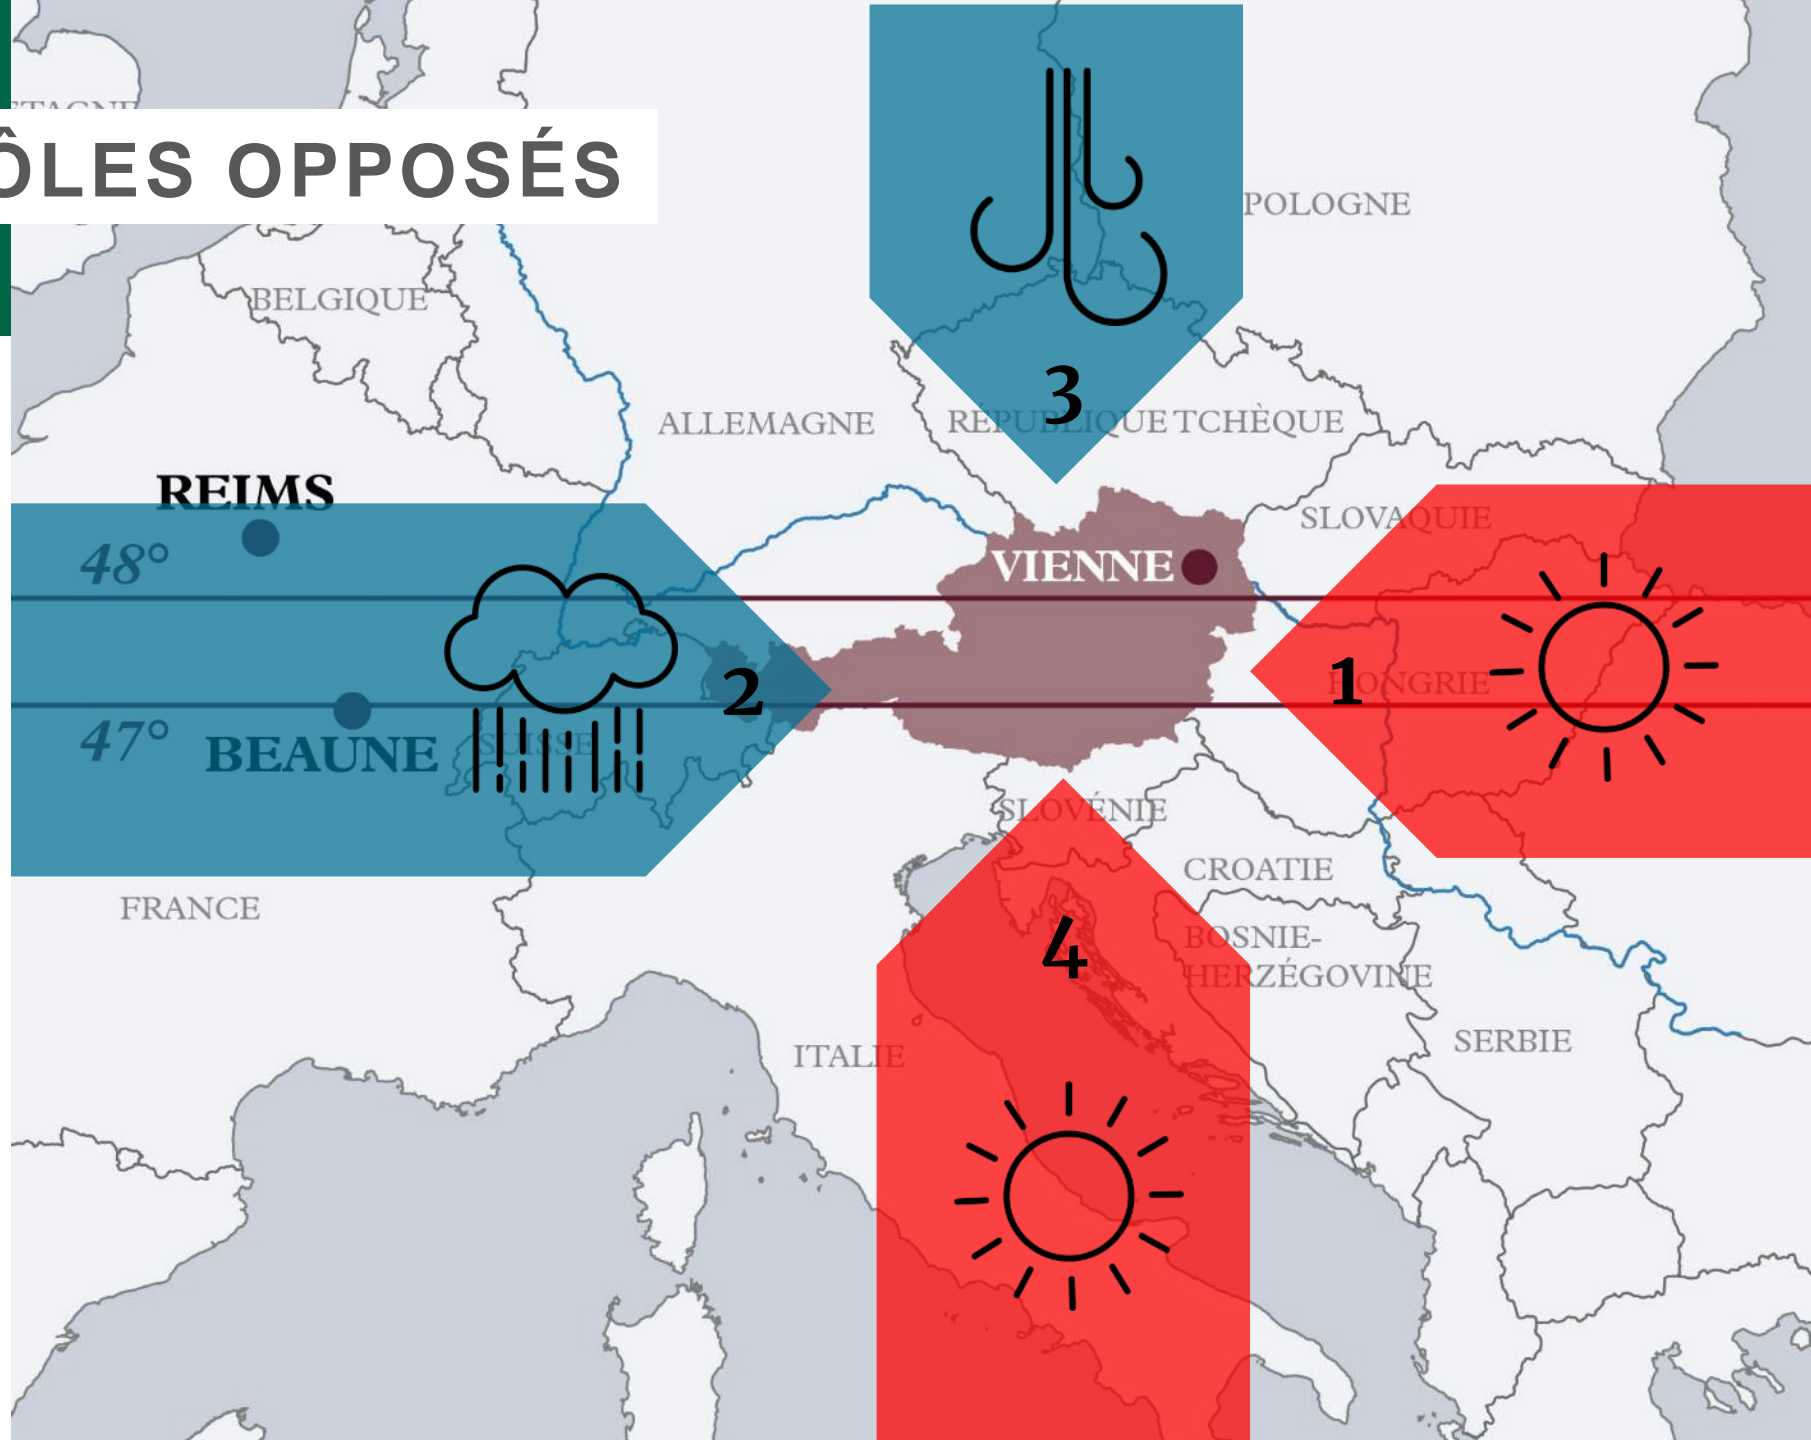 ÔLES OPPOSÉS
POLOGNE
BELGIQUE
3
ALLEMAGNE
RÉPUBLIQUE TCHÈQUE
REIMS
SLOVAQUIE
48°
VIENNE
2
1
HONGRIE
47°
BEAUNE
SUISSE
SLOVÉNIE
CROATIE
FRANCE
4
BOSNIE-
HERZÉGOVINE
SERBIE
ITALIE